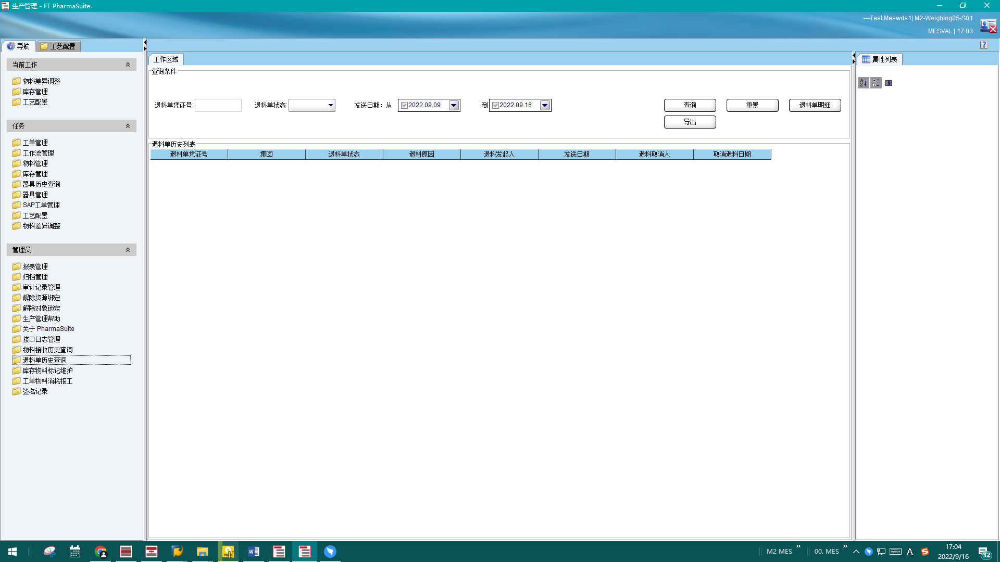 生产管理 - FT PharmaSuite
---Test.Meswds1| M2-Weighing05-S01
MESVAL | 17:03
导航
工艺配置
当前工作
物料差异调整
库存管理
工艺配置
任务
工单管理
工作流管理
物料管理
库存管理
器具历史查询
器具管理
SAP工单管理
工艺配置
物料差异调整
管理员
报表管理
归档管理
审计记录管理
解除资源绑定
解除对象锁定
生产管理帮助
关于 PharmaSuite
接口日志管理
物料接收历史查询
退料单历史查询
库存物料标记维护
工单物料消耗报工
签名记录
工作区域
查询条件
退料单凭证号:
退料单状态:
发送日期：从 2022.09.09
到 2022.09.16
查询
重置
退料单明细
导出
退料单历史列表
退料单凭证号 集团 退料单状态 退料原因 退料发起人 发送日期 退料取消人 取消退料日期
属性列表
M2 MES
00. MES
17:04
2022/9/16
32